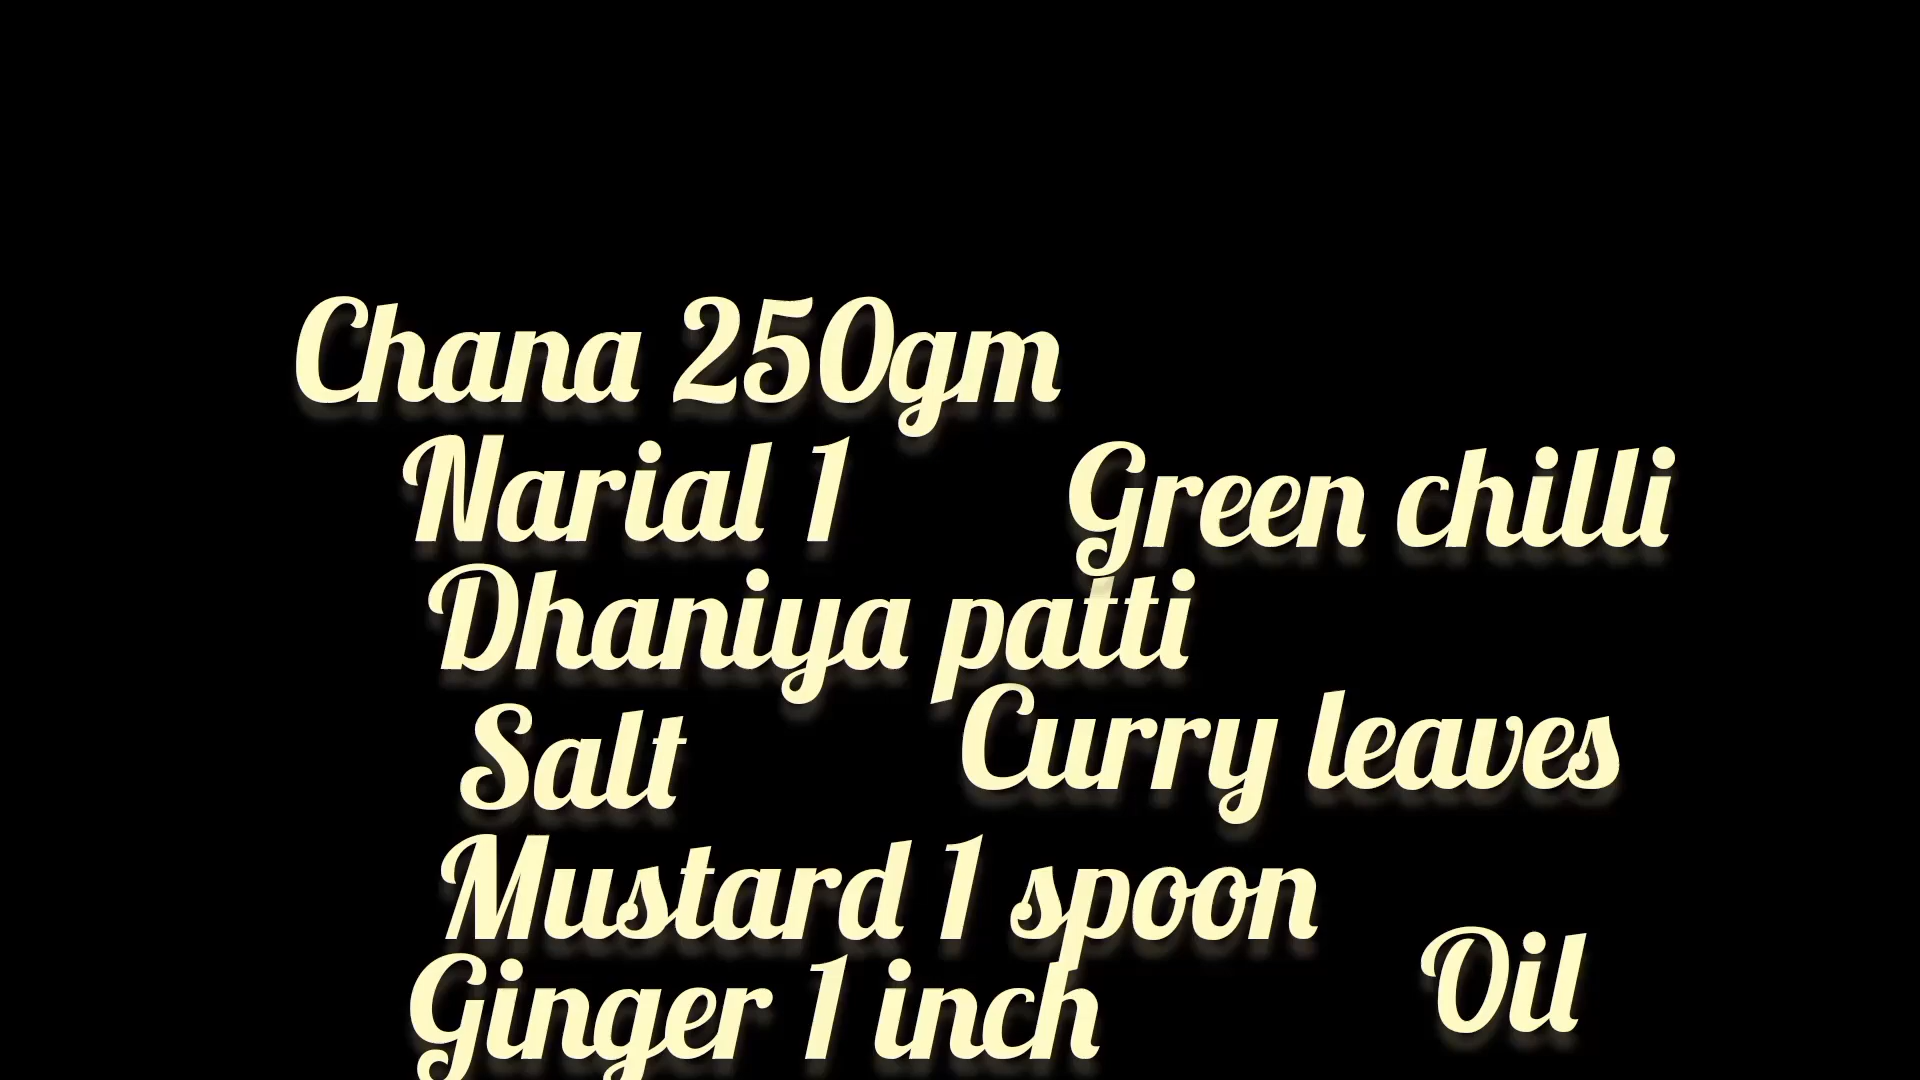 Chana 250gm
Narial 1
Green chilli
Dhaniya patti
Salt
Curry leaves
Mustard 1 spoon
Ginger 1 inch
Oil